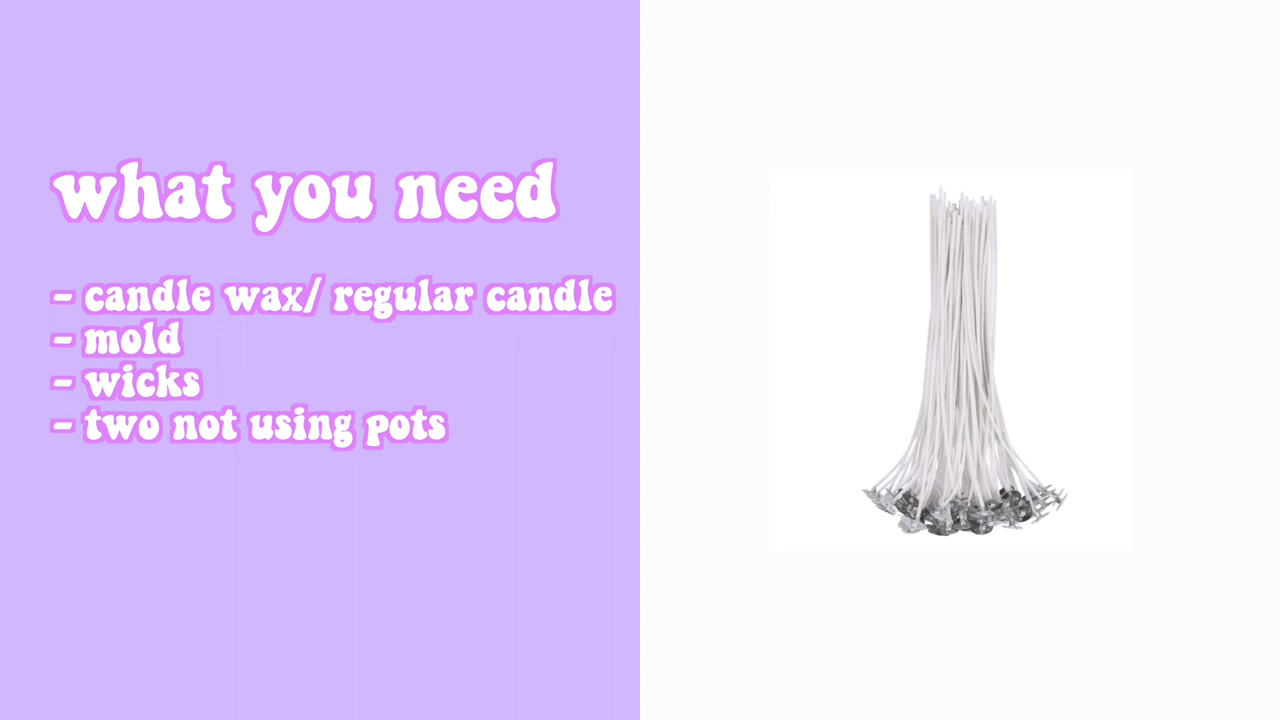 what you need
- candle wax/ regular candle
- mold
- wicks
- two not using pots